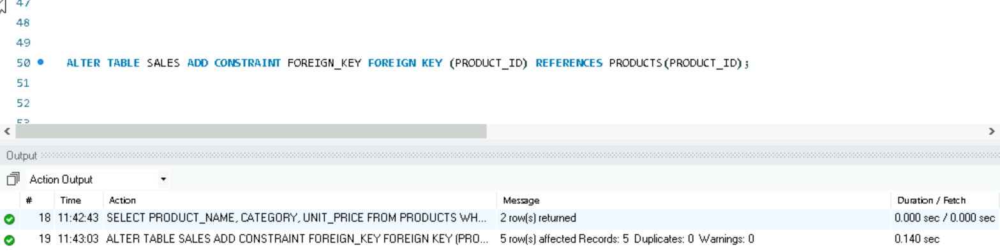 47
48
49
50 ALTER TABLE SALES ADD CONSTRAINT FOREIGN_KEY FOREIGN KEY (PRODUCT_ID) REFERENCES PRODUCTS(PRODUCT_ID);
51
52
53
Output
Action Output
# Time Action Message Duration / Fetch
18 11:42:43 SELECT PRODUCT_NAME, CATEGORY, UNIT_PRICE FROM PRODUCTS WH... 2 row(s) returned 0.000 sec / 0.000 sec
19 11:43:03 ALTER TABLE SALES ADD CONSTRAINT FOREIGN_KEY FOREIGN KEY (PRO... 5 row(s) affected Records: 5 Duplicates: 0 Warnings: 0 0.140 sec